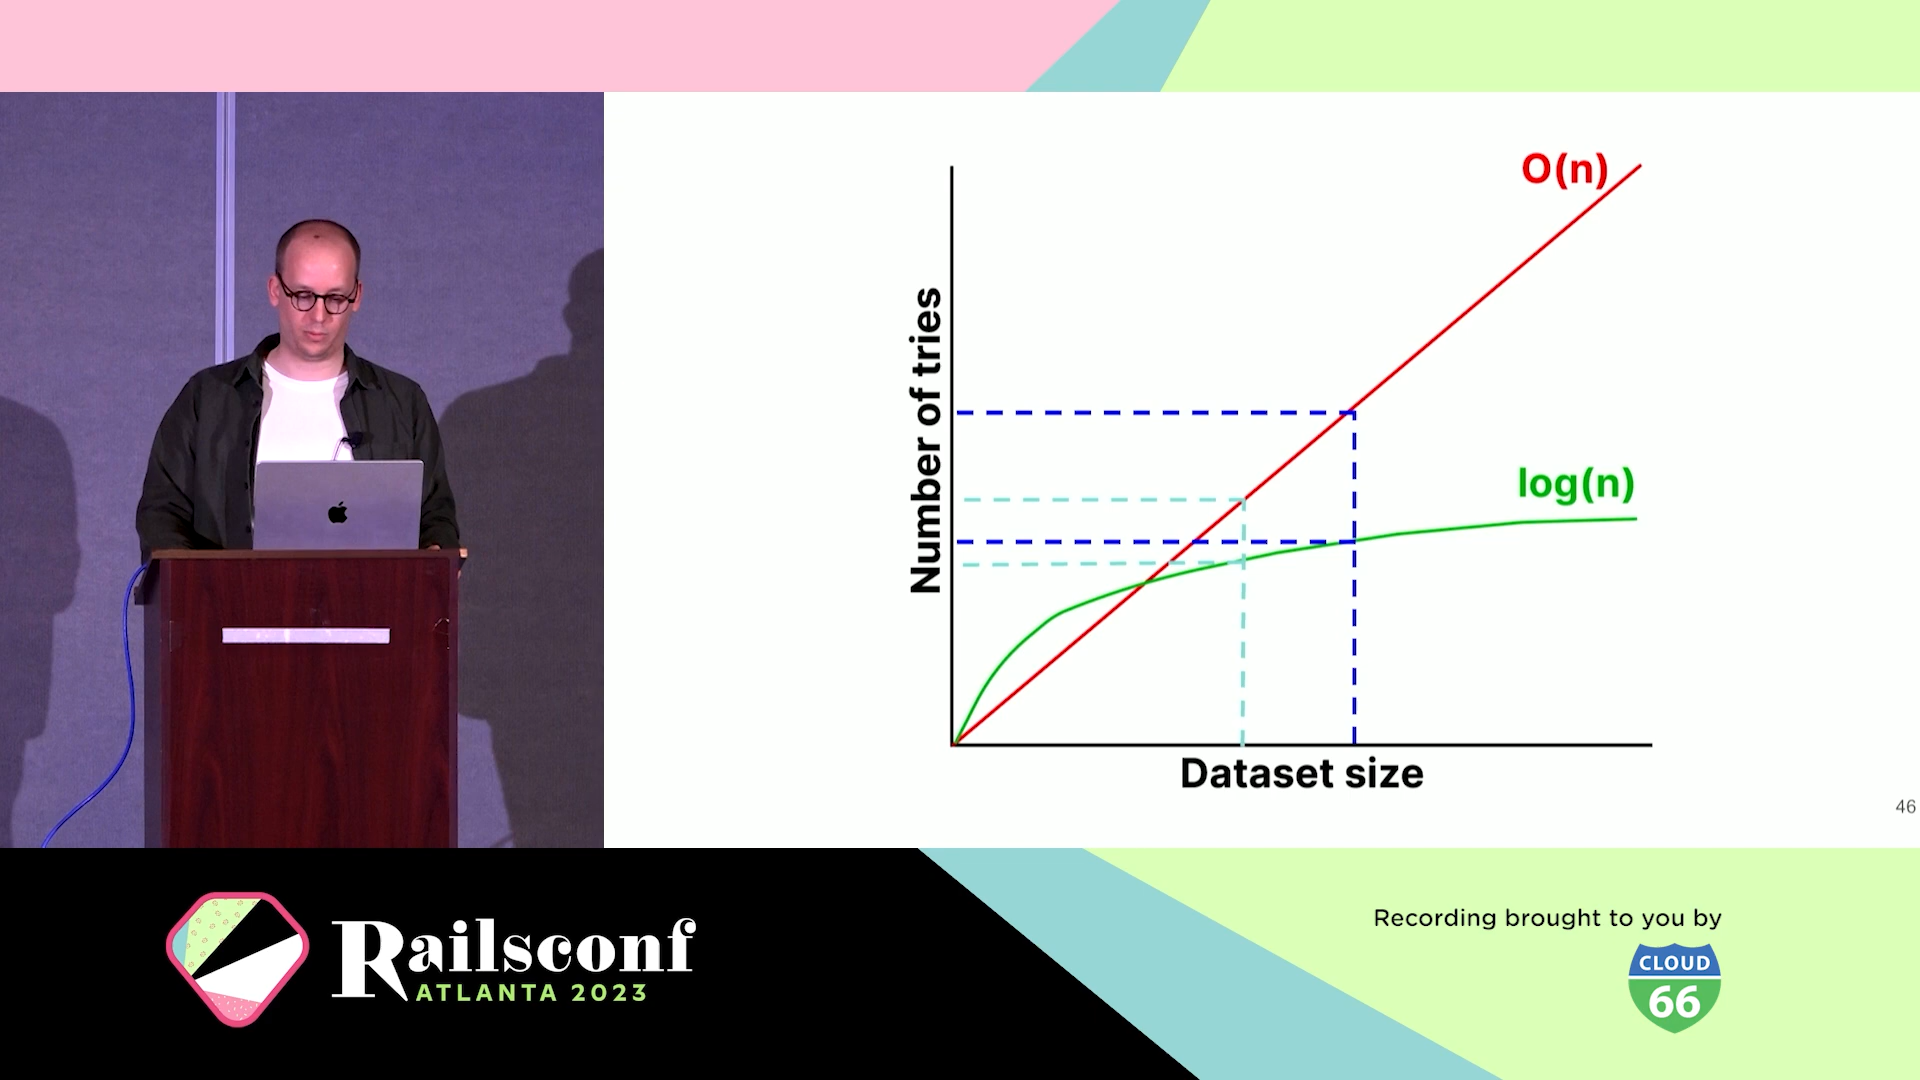 O(n)
log(n)
Number of tries
Dataset size
46
Railsconf
ATLANTA 2023
Recording brought to you by
CLOUD
66